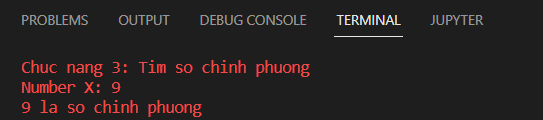 PROBLEMS OUTPUT DEBUG CONSOLE TERMINAL JUPYTER
Chuc nang 3: Tim so chinh phuong
Number X: 9
9 la so chinh phuong